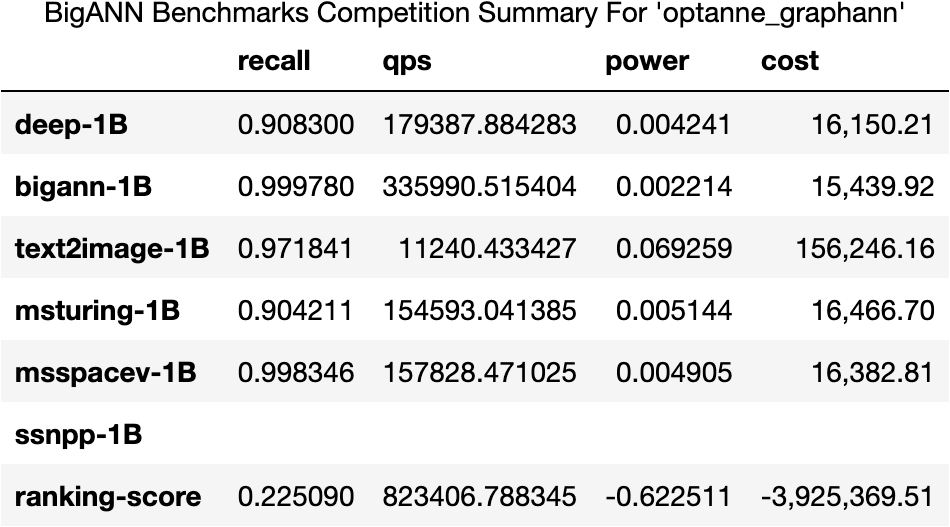 BigANN Benchmarks Competition Summary For 'optanne_graphann'
recall qps power cost
deep-1B 0.908300 179387.884283 0.004241 16,150.21
bigann-1B 0.999780 335990.515404 0.002214 15,439.92
text2image-1B 0.971841 11240.433427 0.069259 156,246.16
msturing-1B 0.904211 154593.041385 0.005144 16,466.70
msspacev-1B 0.998346 157828.471025 0.004905 16,382.81
ssnpp-1B
ranking-score 0.225090 823406.788345 -0.622511 -3,925,369.51